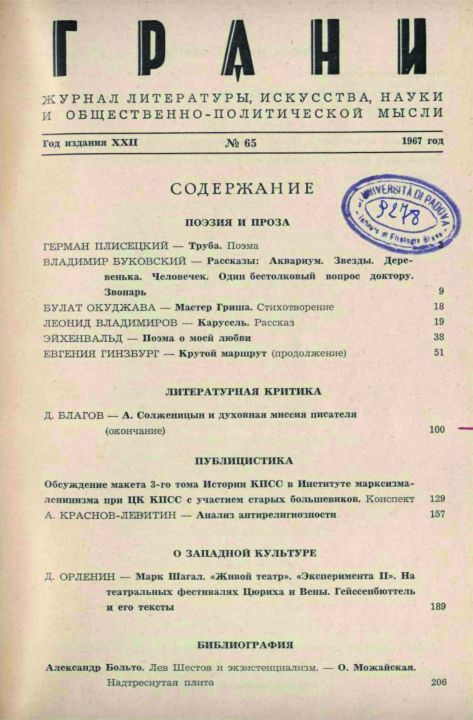 ГРАНИ
ЖУРНАЛ ЛИТЕРАТУРЫ, ИСКУССТВА, НАУКИ
И ОБЩЕСТВЕННО-ПОЛИТИЧЕСКОЙ МЫСЛИ
Год издания XXII № 65 1967 год
СОДЕРЖАНИЕ
UNIVERSITÀ DI PADOVA
9278
ПОЭЗИЯ И ПРОЗА
ГЕРМАН ПЛИСЕЦКИЙ — Труба. Поэма 3
ВЛАДИМИР БУКОВСКИЙ — Рассказы: Аквариум. Звезды. Дере-
венька. Человечек. Один бестолковый вопрос доктору.
Звонарь 9
БУЛАТ ОКУДЖАВА — Мастер Гриша. Стихотворение 18
ЛЕОНИД ВЛАДИМИРОВ — Карусель. Рассказ 19
ЭЙХЕНВАЛЬД — Поэма о моей любви 38
ЕВГЕНИЯ ГИНЗБУРГ — Крутой маршрут (продолжение) 51
ЛИТЕРАТУРНАЯ КРИТИКА
Д. БЛАГОВ — А. Солженицын и духовная миссия писателя
(окончание) 100
ПУБЛИЦИСТИКА
Обсуждение макета 3-го тома Истории КПСС в Институте марксизма-
ленинизма при ЦК КПСС с участием старых большевиков. Конспект 129
А. КРАСНОВ-ЛЕВИТИН — Анализ антирелигиозности 157
О ЗАПАДНОЙ КУЛЬТУРЕ
Д. ОРЛЕНИН — Марк Шагал. «Живой театр». «Эксперимента II». На
театральных фестивалях Цюриха и Вены. Гейссенбюттель
и его тексты 189
БИБЛИОГРАФИЯ
Александр Больто. Лев Шестов и экзистенциализм. — О. Можайская.
Надтреснутая плита 206